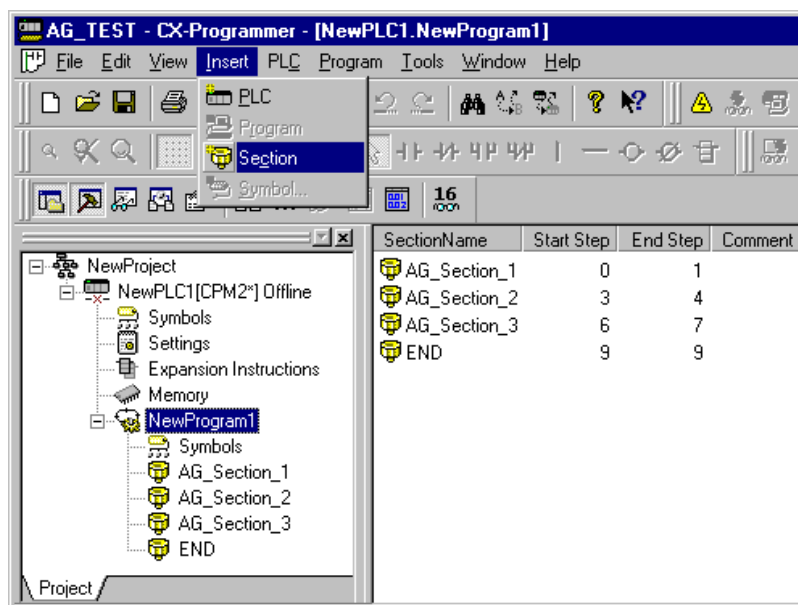 AG_TEST - CX-Programmer - [NewPLC1.NewProgram1]
File Edit View Insert PLC Program Tools Window Help
PLC
Program
Section
Symbol...
16
SectionName Start Step End Step Comment
AG_Section_1 0 1
AG_Section_2 3 4
AG_Section_3 6 7
END 9 9
NewProject
NewPLC1[CPM2*] Offline
Symbols
Settings
Expansion Instructions
Memory
NewProgram1
Symbols
AG_Section_1
AG_Section_2
AG_Section_3
END
Project